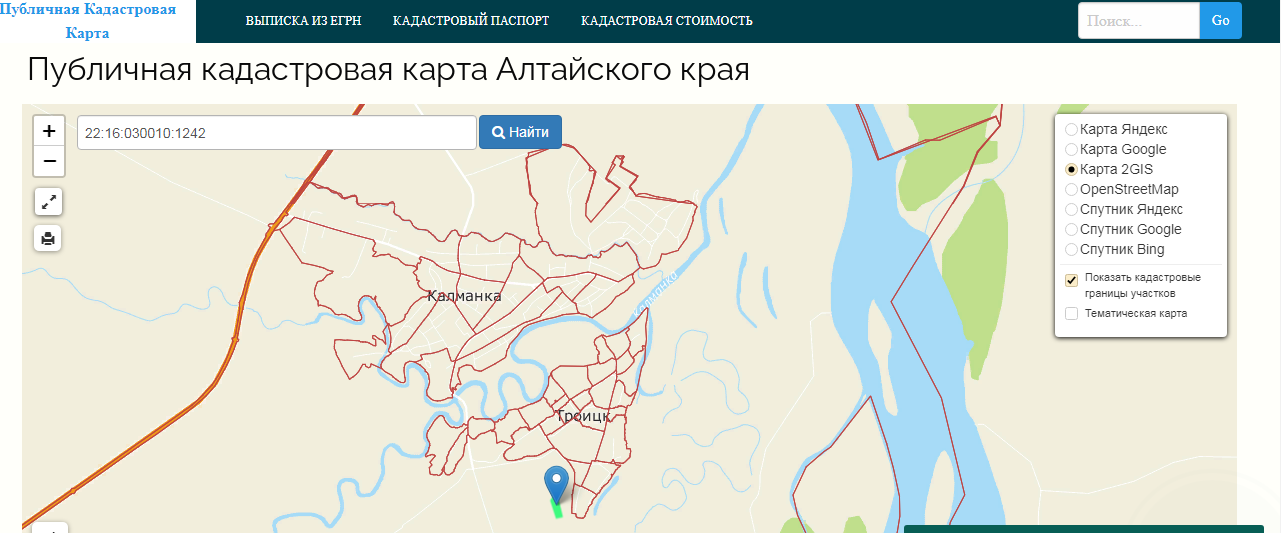 Публичная Кадастровая
Карта
ВЫПИСКА ИЗ ЕГРН
КАДАСТРОВЫЙ ПАСПОРТ
КАДАСТРОВАЯ СТОИМОСТЬ
Поиск...
Go
Публичная кадастровая карта Алтайского края
+
−
22:16:030010:1242
Найти
Карта Яндекс
Карта Google
Карта 2GIS
OpenStreetMap
Спутник Яндекс
Спутник Google
Спутник Bing
Показать кадастровые
границы участков
Тематическая карта
Калманка
Калманка
Троицк